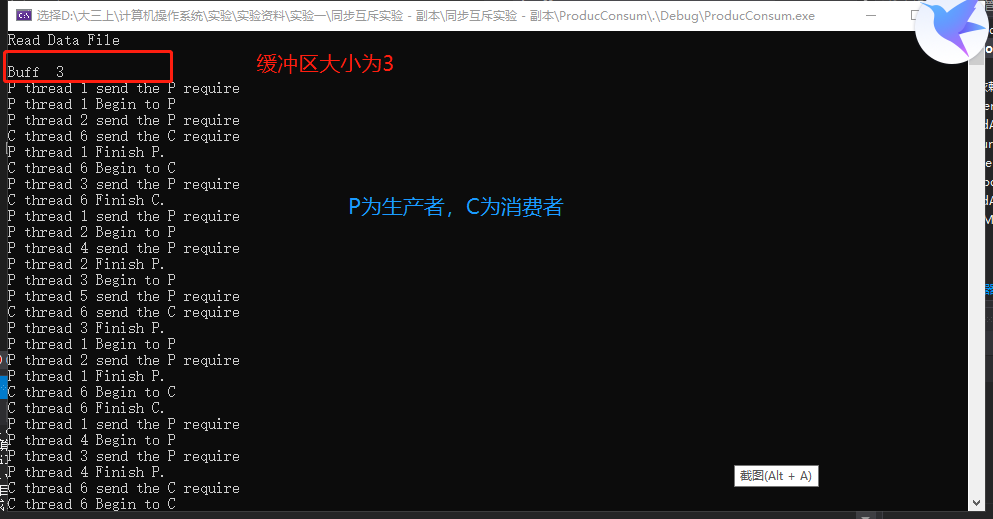 选择D:\大三上\计算机操作系统\实验\实验资料\实验一\同步互斥实验 - 副本\同步互斥实验 - 副本\ProducConsum\.\Debug\ProducConsum.exe
Read Data File
Buff  3
缓冲区大小为3
P thread 1 send the P require
P thread 1 Begin to P
P thread 2 send the P require
C thread 6 send the C require
P thread 1 Finish P.
C thread 6 Begin to C
P thread 3 send the P require
C thread 6 Finish C.
P为生产者，C为消费者
P thread 1 send the P require
P thread 2 Begin to P
P thread 4 send the P require
P thread 2 Finish P.
P thread 3 Begin to P
P thread 5 send the P require
C thread 6 send the C require
P thread 3 Finish P.
P thread 1 Begin to P
P thread 2 send the P require
P thread 1 Finish P.
C thread 6 Begin to C
C thread 6 Finish C.
P thread 1 send the P require
P thread 4 Begin to P
P thread 3 send the P require
P thread 4 Finish P.
截图(Alt + A)
C thread 6 send the C require
C thread 6 Begin to C